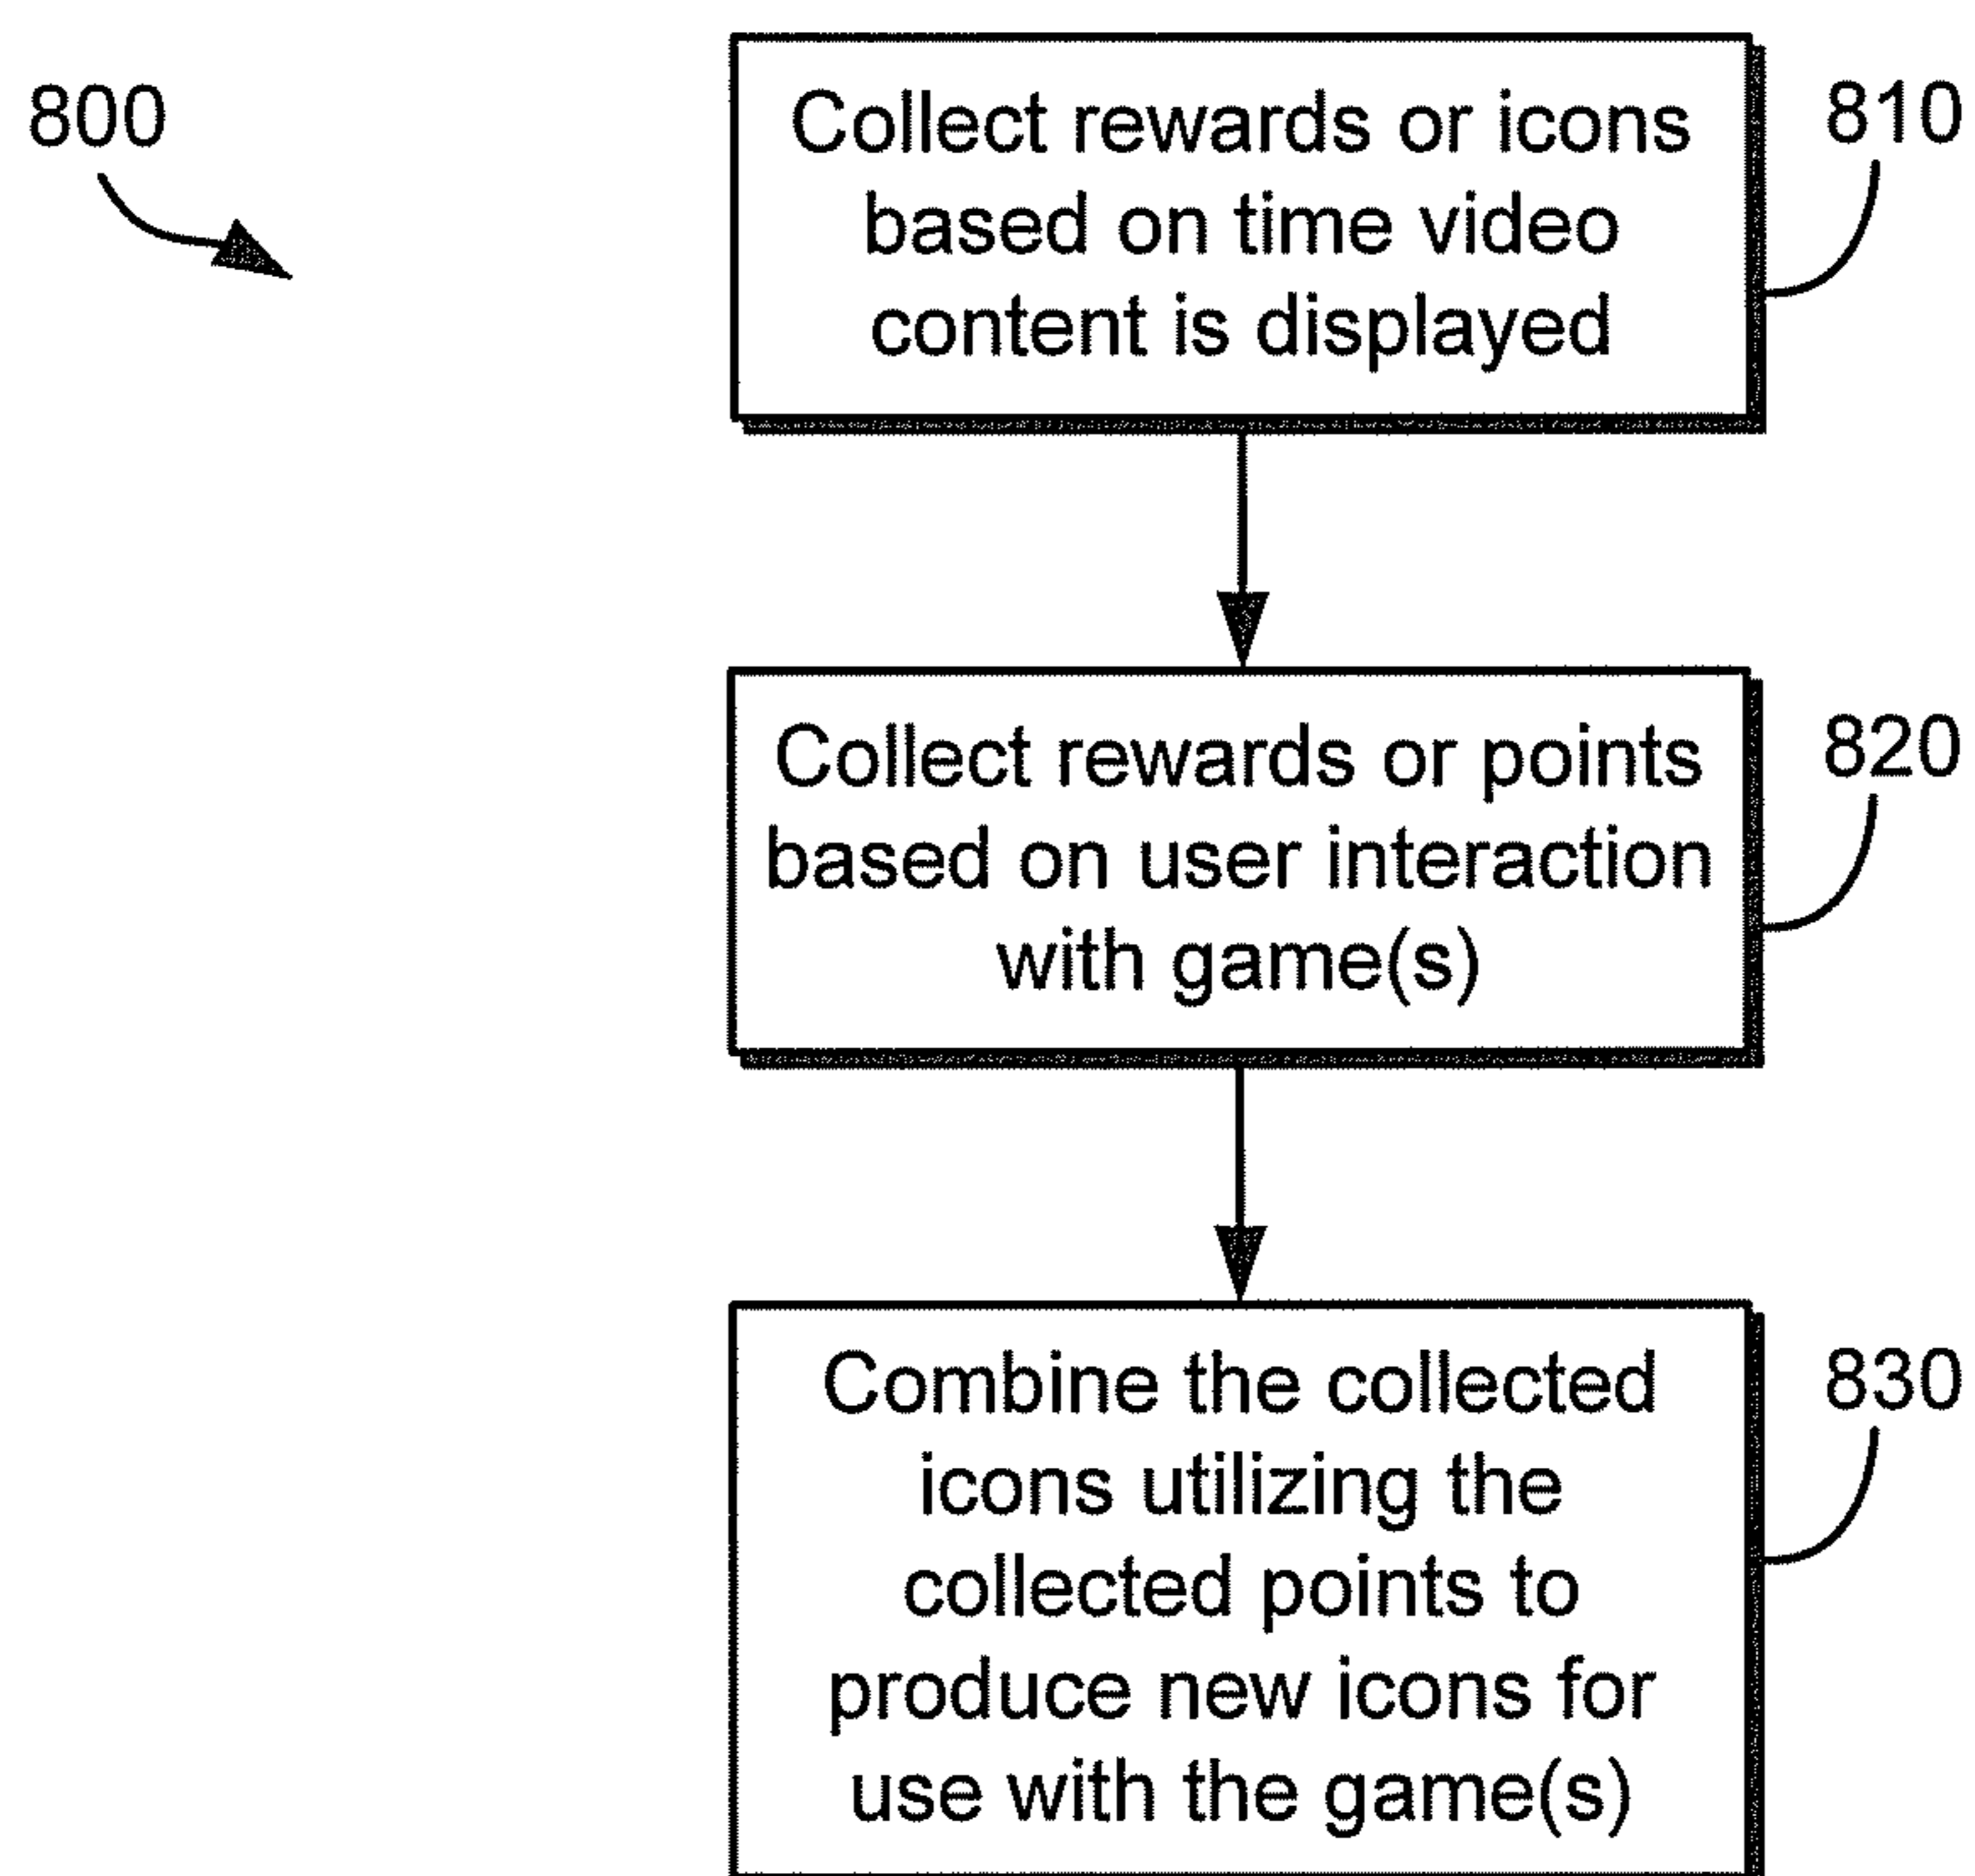 800
Collect rewards or icons
based on time video
content is displayed
810
Collect rewards or points
based on user interaction
with game(s)
820
Combine the collected
icons utilizing the
collected points to
produce new icons for
use with the game(s)
830